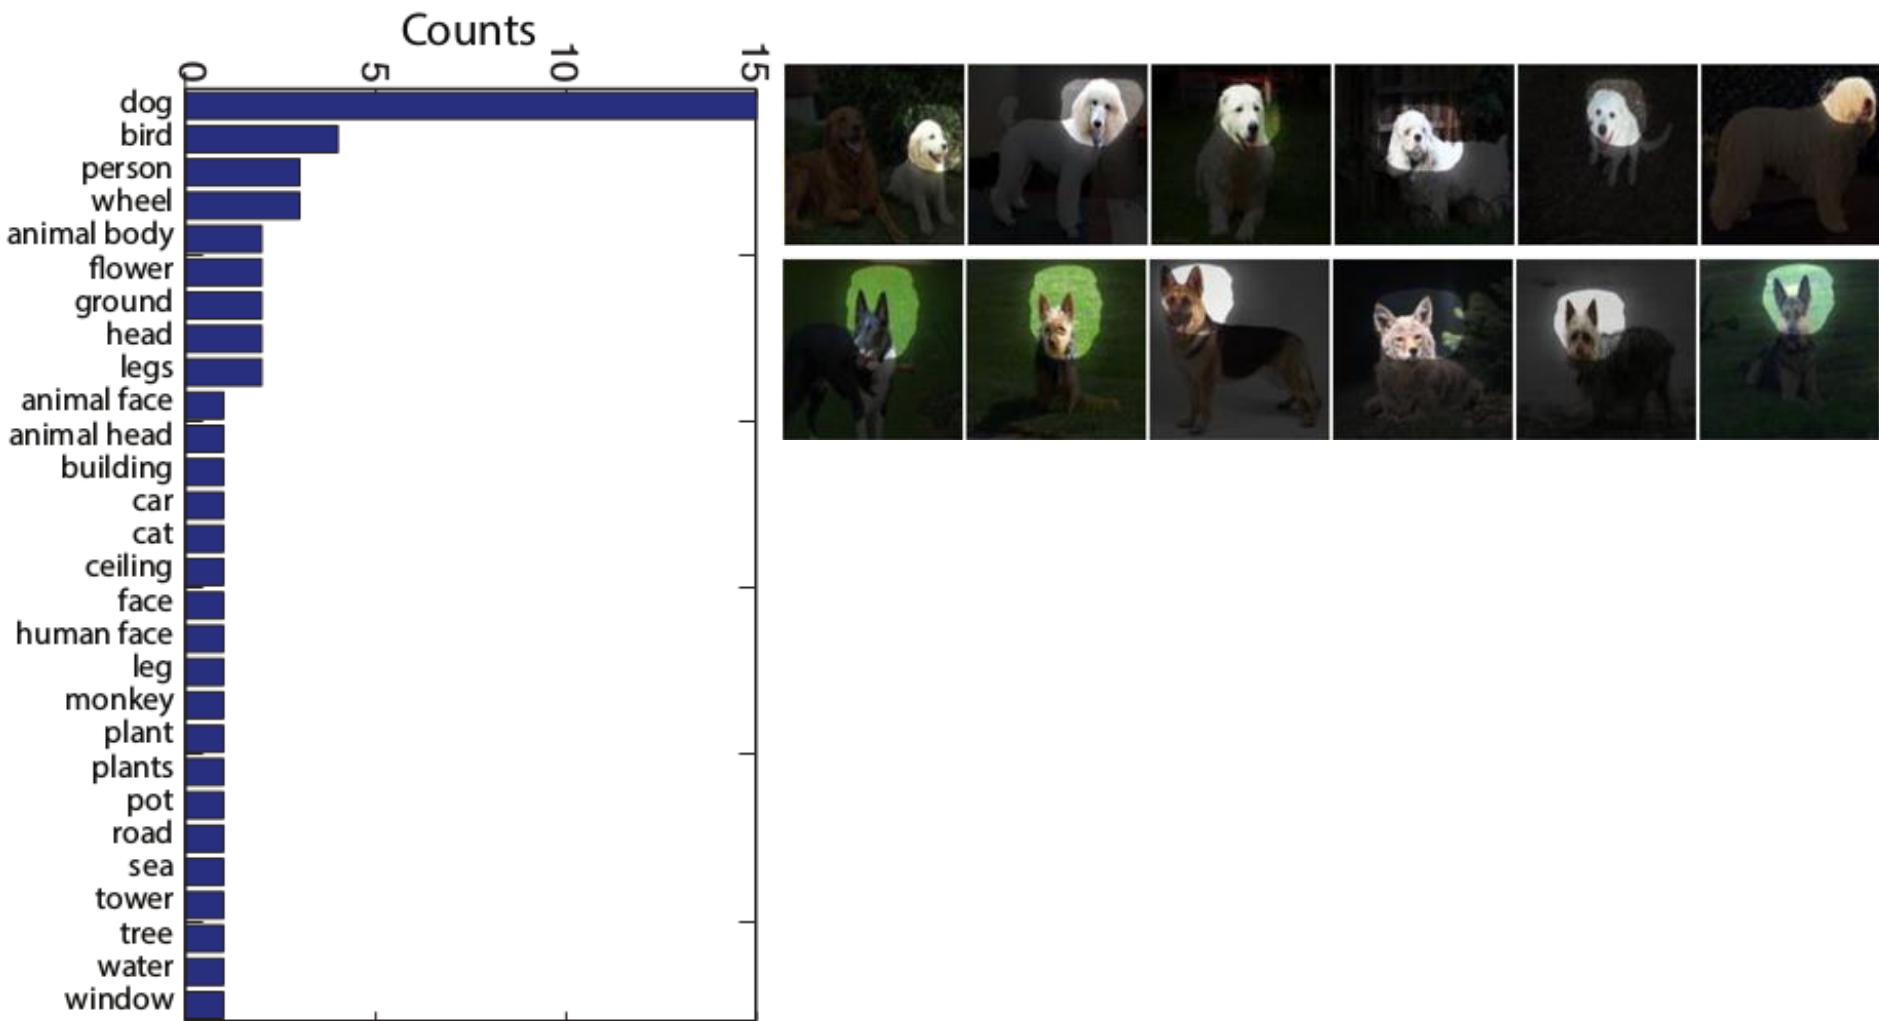 Counts
0 5 10 15
dog
bird
person
wheel
animal body
flower
ground
head
legs
animal face
animal head
building
car
cat
ceiling
face
human face
leg
monkey
plant
plants
pot
road
sea
tower
tree
water
window